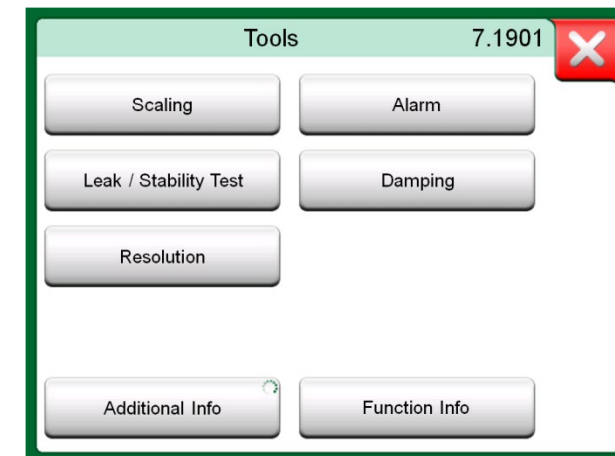 Tools 7.1901
Scaling Alarm
Leak / Stability Test Damping
Resolution
Additional Info Function Info